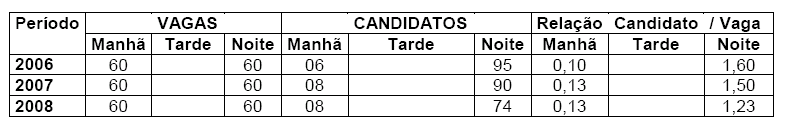 Período VAGAS CANDIDATOS Relação Candidato / Vaga
Manhã Tarde Noite Manhã Tarde Noite Manhã Tarde Noite
2006 60 60 06 95 0,10 1,60
2007 60 60 08 90 0,13 1,50
2008 60 60 08 74 0,13 1,23